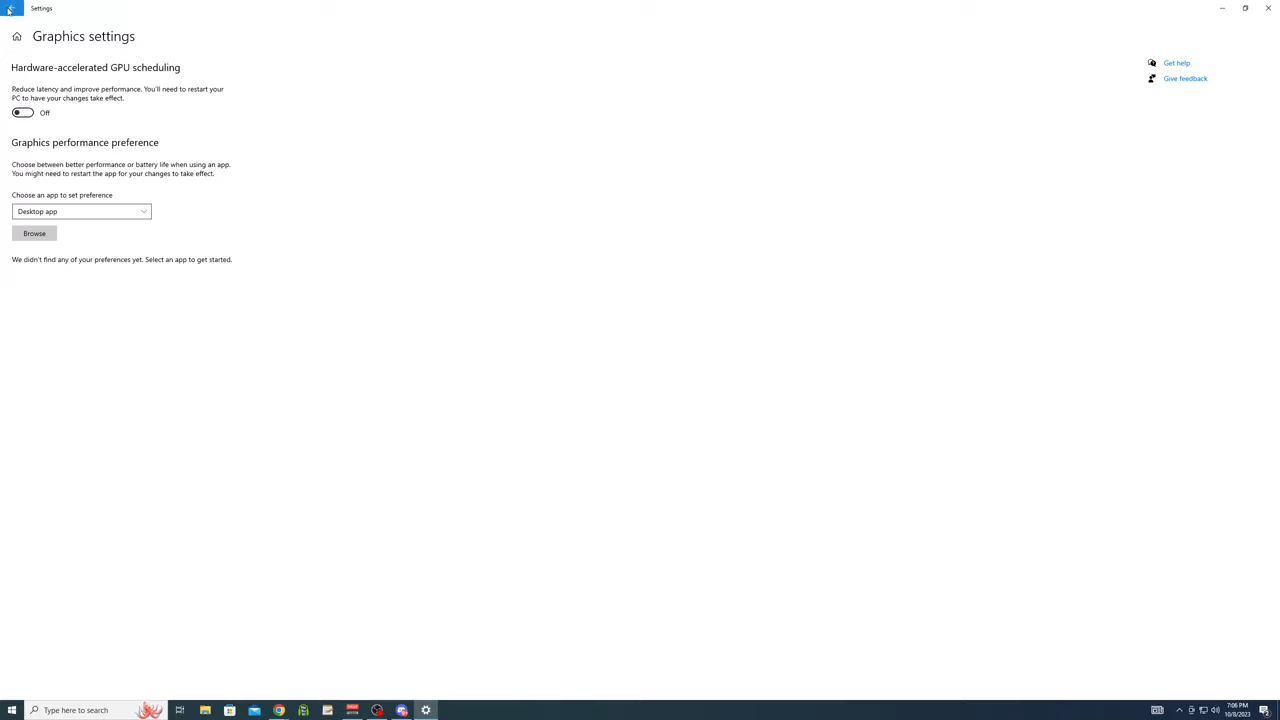 Settings
Graphics settings
Hardware-accelerated GPU scheduling
Reduce latency and improve performance. You'll need to restart your
PC to have your changes take effect.
Off
Graphics performance preference
Choose between better performance or battery life when using an app.
You might need to restart the app for your changes to take effect.
Choose an app to set preference
Desktop app
Browse
We didn't find any of your preferences yet. Select an app to get started.
Get help
Give feedback
Type here to search
7:06 PM
10/8/2023